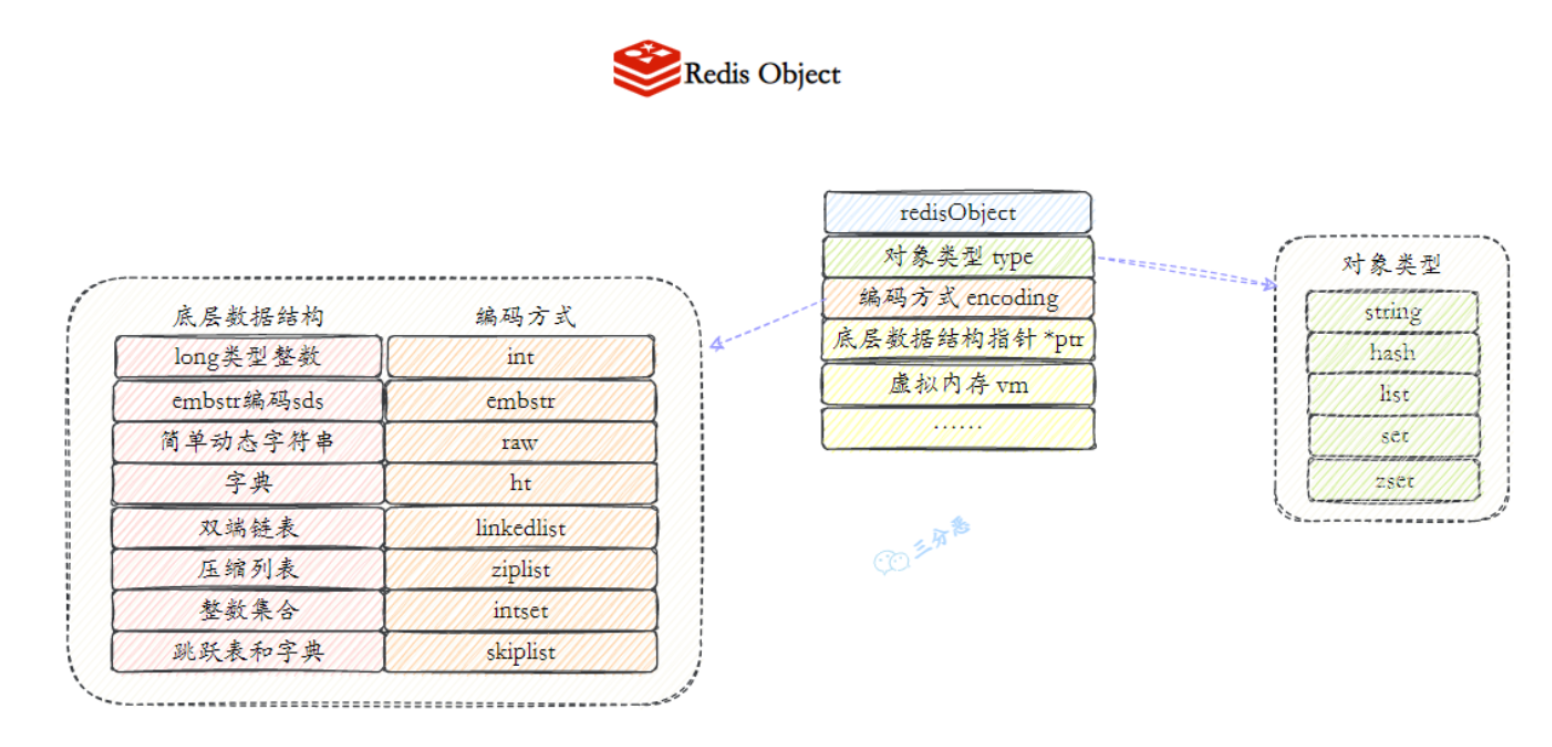 Redis Object
redisObject
对象类型 type
编码方式 encoding
底层数据结构指针 *ptr
虚拟内存 vm
······
对象类型
string
hash
list
set
zset
底层数据结构 编码方式
long类型整数 int
embstr编码sds embstr
简单动态字符串 raw
字典 ht
双端链表 linkedlist
压缩列表 ziplist
整数集合 intset
跳跃表和字典 skiplist
三分恶